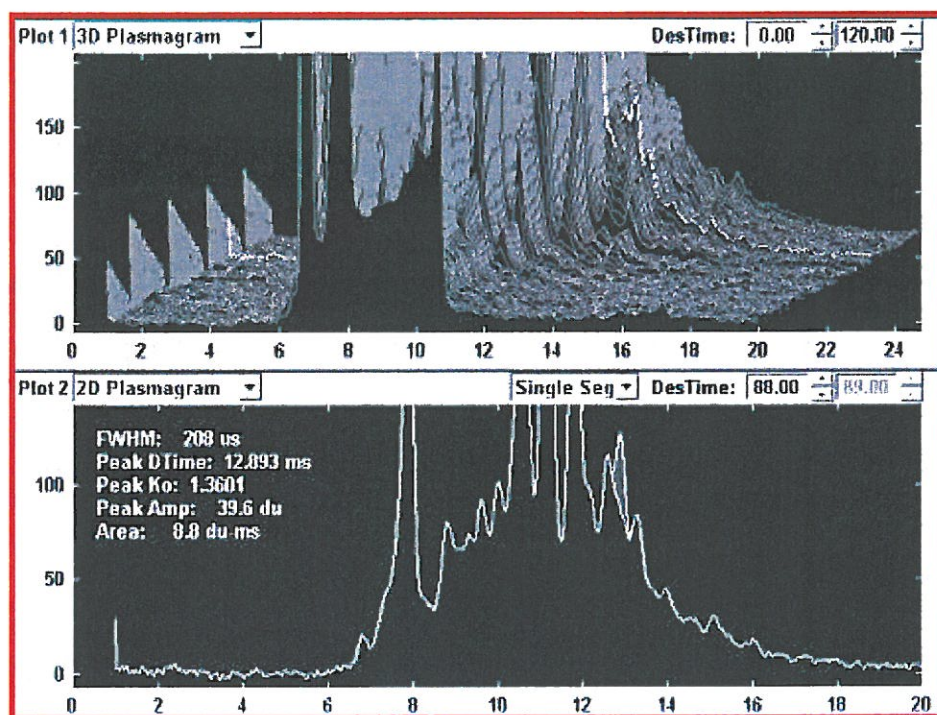 Plot 1 3D Plasmagram DesTime: 0.00 120.00
150
100
50
0
0 2 4 6 8 10 12 14 16 18 20 22 24
Plot 2 2D Plasmagram Single Seg DesTime: 88.00 89.00
FWHM: 208 us
Peak DTime: 12.893 ms
Peak Ko: 1.3601
Peak Amp: 39.6 du
Area: 8.8 du-ms
100
50
0
0 2 4 6 8 10 12 14 16 18 20